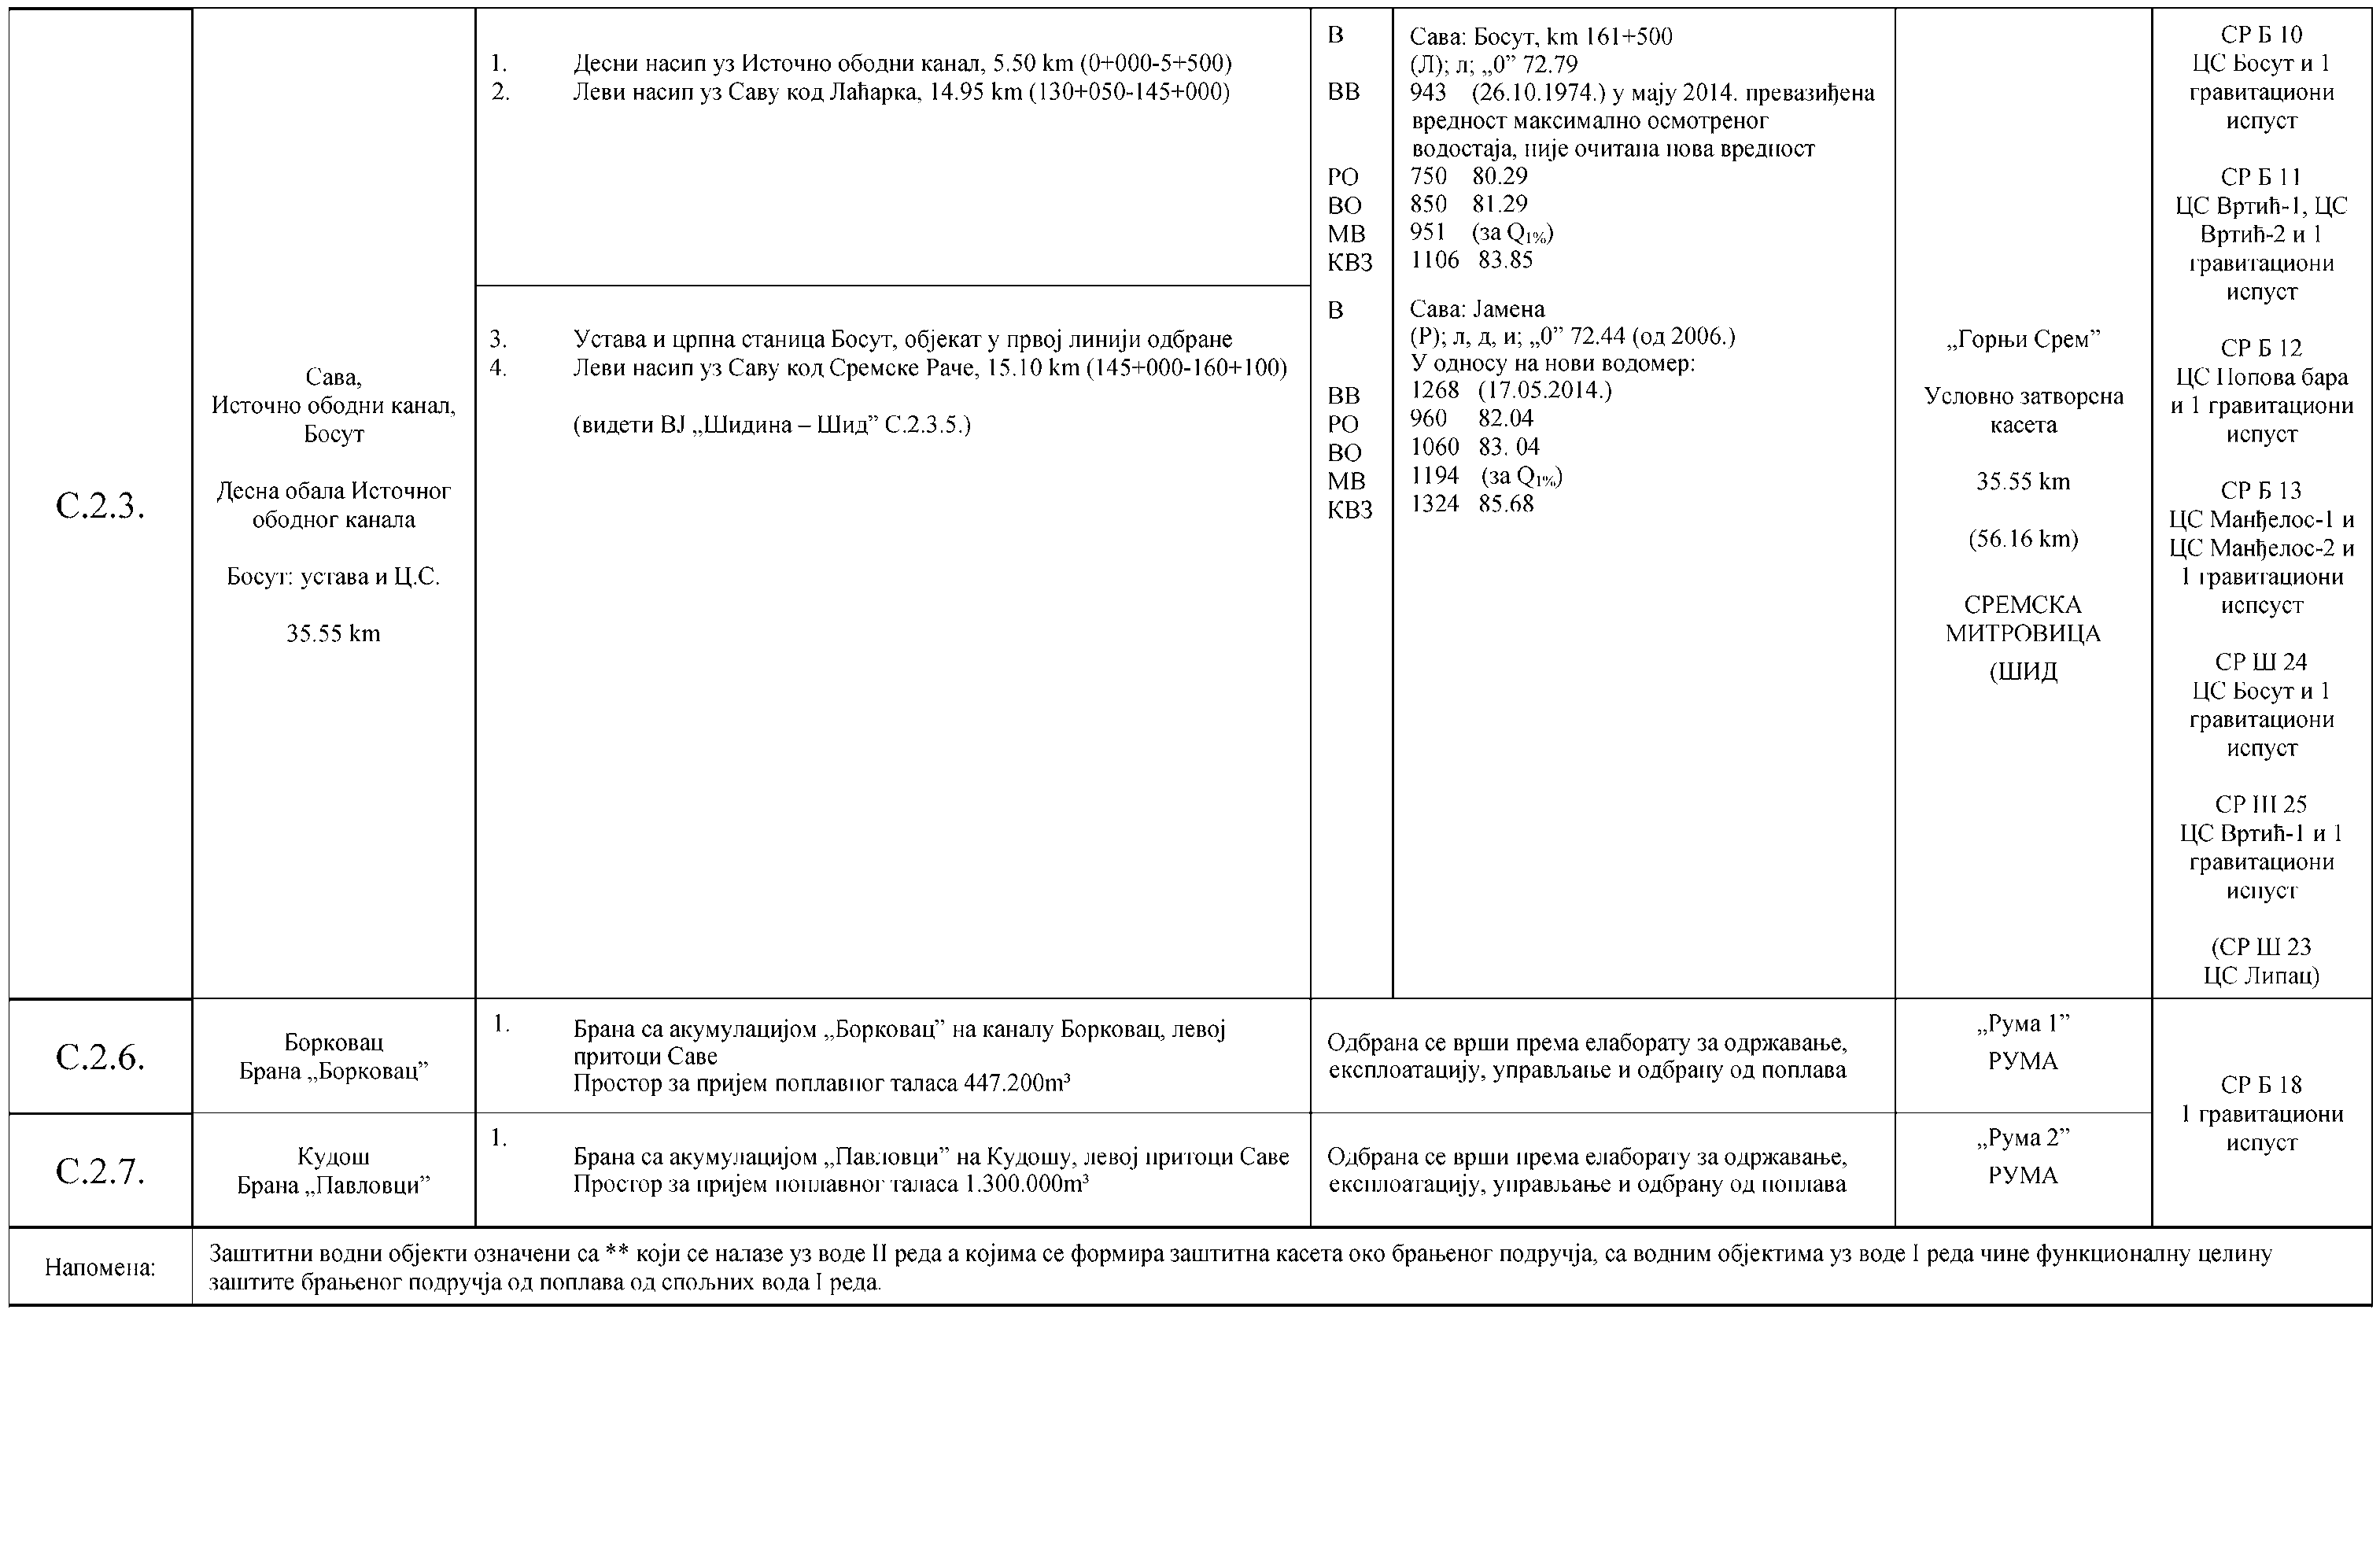 С.2.3.
Сава,
Источно ободни канал,
Босут
Десна обала Источног
ободног канала
Босут: устава и Ц.С.
35.55 km
1. Десни насип уз Источно ободни канал, 5.50 km (0+000-5+500)
2. Леви насип уз Саву код Лаћарка, 14.95 km (130+050-145+000)
3. Устава и црпна станица Босут, објекат у првој линији одбране
4. Леви насип уз Саву код Сремске Раче, 15.10 km (145+000-160+100)
(видети ВЈ „Шидина – Шид” С.2.3.5.)
В Сава: Босут, km 161+500
(Л); л; „0” 72.79
ВВ 943 (26.10.1974.) у мају 2014. превазиђена
вредност максимално осмотреног
водостаја, није очитана нова вредност
РО 750 80.29
ВО 850 81.29
МВ 951 (за Q1%)
КВЗ 1106 83.85
В Сава: Јамена
(Р); л, д, и; „0” 72.44 (од 2006.)
У односу на нови водомер:
ВВ 1268 (17.05.2014.)
РО 960 82.04
ВО 1060 83. 04
МВ 1194 (за Q1%)
КВЗ 1324 85.68
„Горњи Срем”
Условно затворена
касета
35.55 km
(56.16 km)
СРЕМСКА
МИТРОВИЦА
(ШИД
СР Б 10
ЦС Босут и 1
гравитациони
испуст
СР Б 11
ЦС Вртић-1, ЦС
Вртић-2 и 1
гравитациони
испуст
СР Б 12
ЦС Попова бара
и 1 гравитациони
испуст
СР Б 13
ЦС Манђелос-1 и
ЦС Манђелос-2 и
1 гравитациони
испсуст
СР Ш 24
ЦС Босут и 1
гравитациони
испуст
СР Ш 25
ЦС Вртић-1 и 1
гравитациони
испуст
(СР Ш 23
ЦС Липац)
С.2.6.
Борковац
Брана „Борковац”
1. Брана са акумулацијом „Борковац” на каналу Борковац, левој
притоци Саве
Простор за пријем поплавног таласа 447.200m³
Одбрана се врши према елаборату за одржавање,
експлоатацију, управљање и одбрану од поплава
„Рума 1”
РУМА
СР Б 18
1 гравитациони
испуст
С.2.7.
Кудош
Брана „Павловци”
1. Брана са акумулацијом „Павловци” на Кудошу, левој притоци Саве
Простор за пријем поплавног таласа 1.300.000m³
Одбрана се врши према елаборату за одржавање,
експлоатацију, управљање и одбрану од поплава
„Рума 2”
РУМА
Напомена:
Заштитни водни објекти означени са ** који се налазе уз воде II реда а којима се формира заштитна касета око брањеног подручја, са водним објектима уз воде I реда чине функционалну целину
заштите брањеног подручја од поплава од спољних вода I реда.